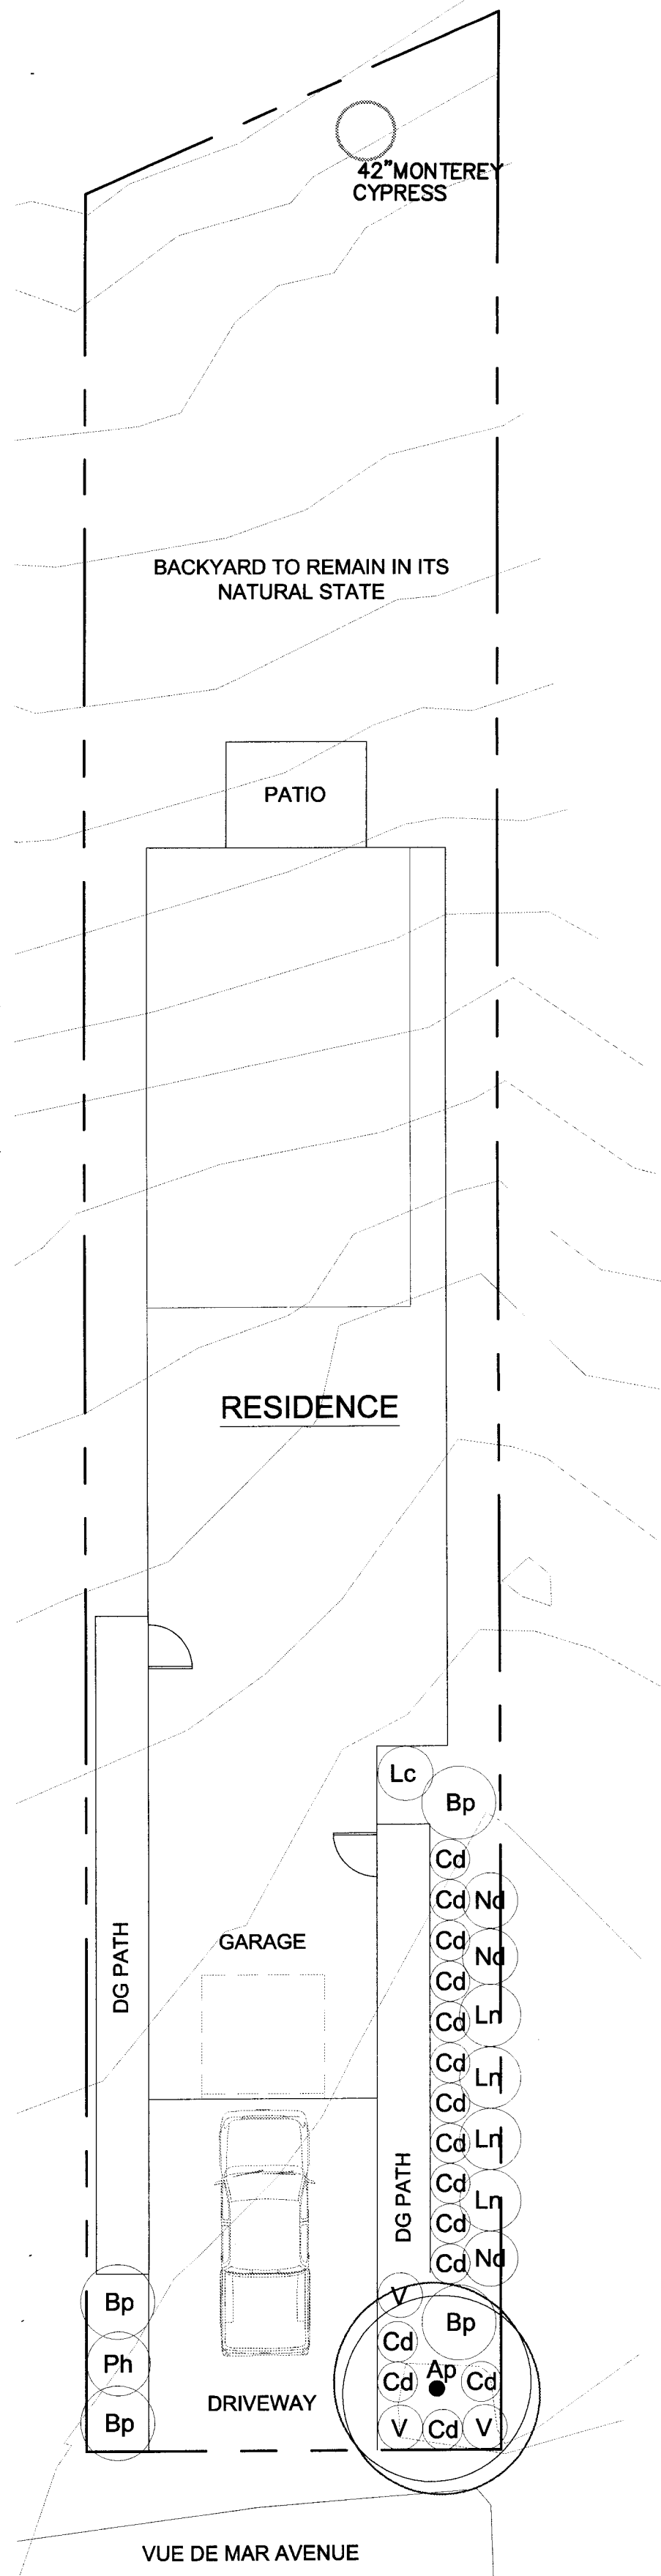 42"MONTEREY
CYPRESS
BACKYARD TO REMAIN IN ITS
NATURAL STATE
PATIO
RESIDENCE
Lc
Bp
Cd
Cd Nd
Cd
Nd
Cd
Cd Ln
Cd
Ln
Cd
Cd Ln
Cd
Ln
Cd
Cd Nd
GARAGE
DG PATH
DG PATH
Bp
V
Bp
Cd
Ph
Ap
Cd
Cd
DRIVEWAY
Bp
V
Cd
V
VUE DE MAR AVENUE